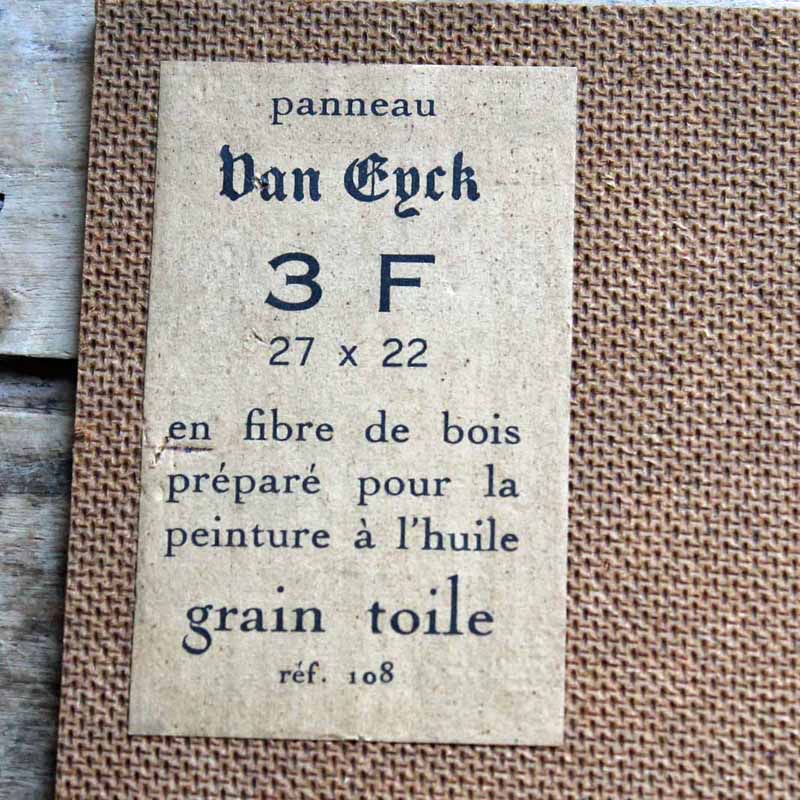 panneau
Van Eyck
3 F
27 x 22
en fibre de bois
préparé pour la
peinture à l'huile
grain toile
réf. 108